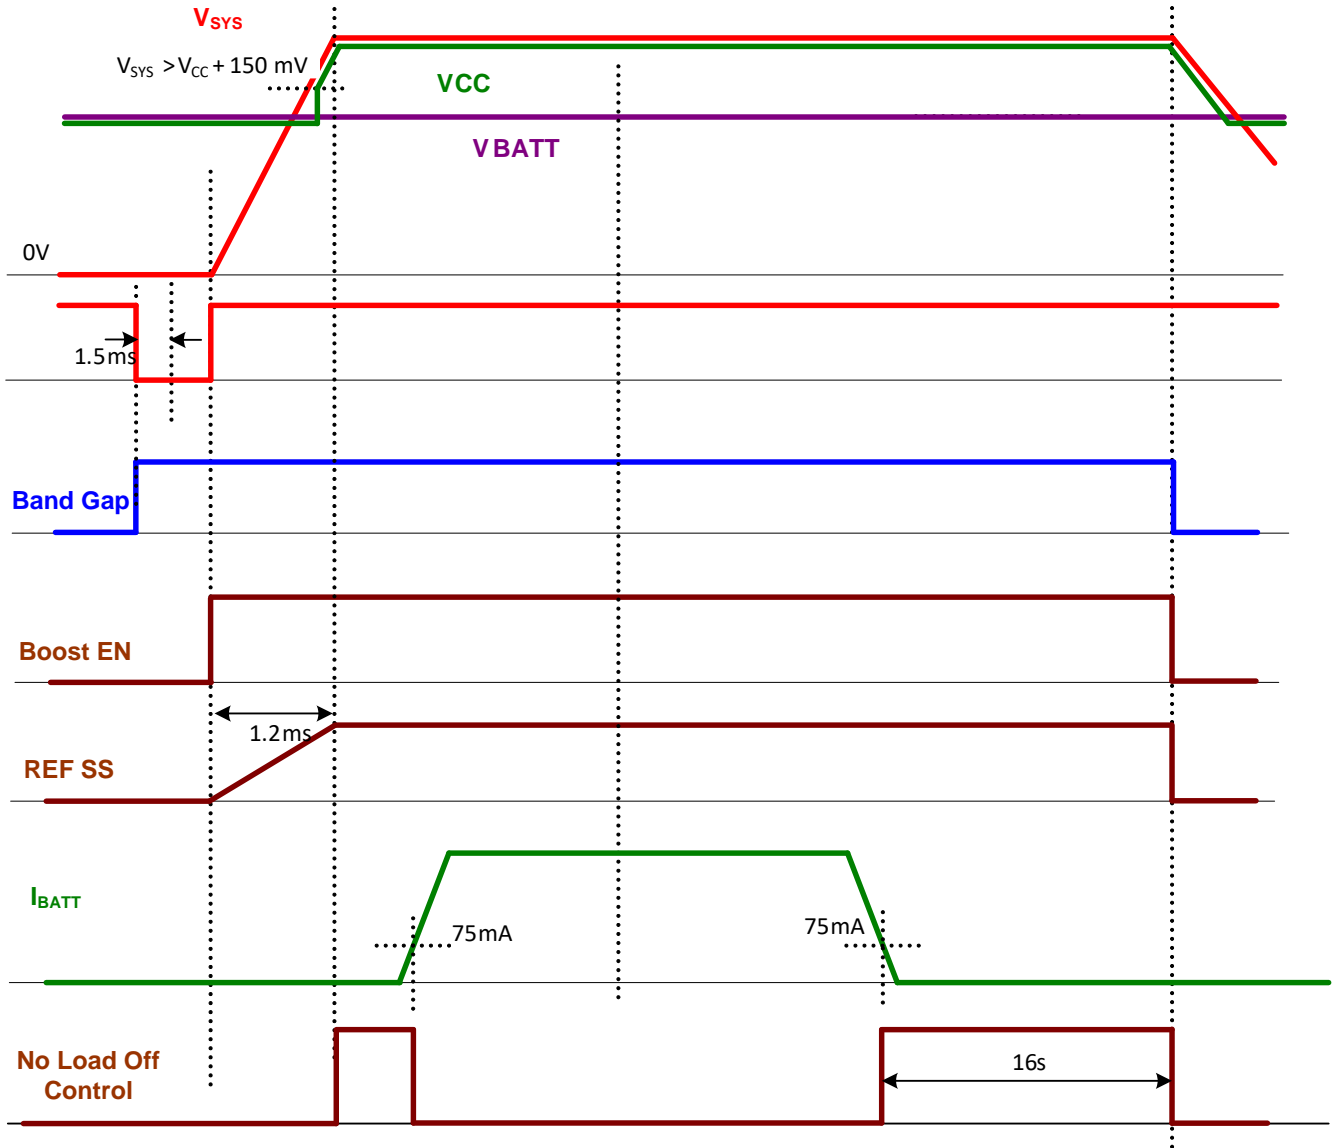 VSYS
VSYS >VCC + 150 mV
VCC
VBATT
0V
1.5ms
Band Gap
Boost EN
1.2ms
REF SS
IBATT
75mA
75mA
No Load Off
Control
16s